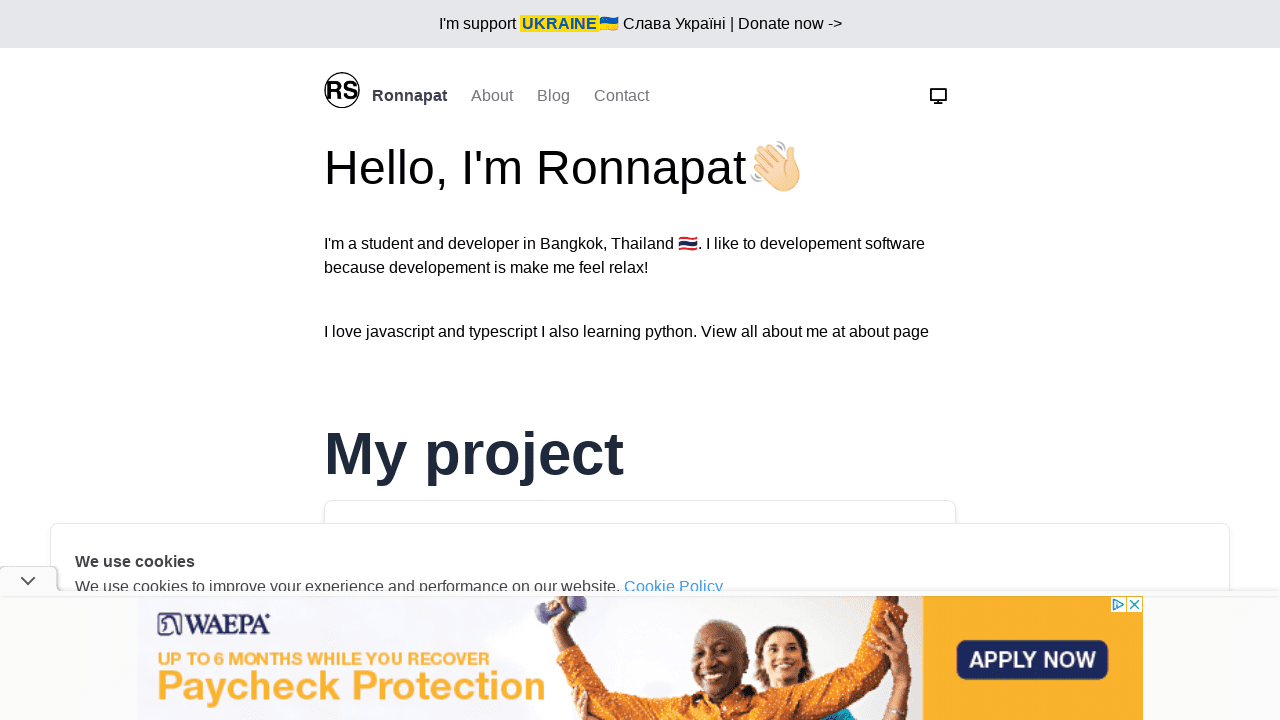 I'm support UKRAINE🇺🇦 Слава Україні | Donate now ->
RS Ronnapat About Blog Contact
Hello, I'm Ronnapat👋🏻
I'm a student and developer in Bangkok, Thailand 🇹🇭. I like to developement software
because developement is make me feel relax!
I love javascript and typescript I also learning python. View all about me at about page
My project
We use cookies
We use cookies to improve your experience and performance on our website. Cookie Policy
WAEPA
UP TO 6 MONTHS WHILE YOU RECOVER
Paycheck Protection
APPLY NOW